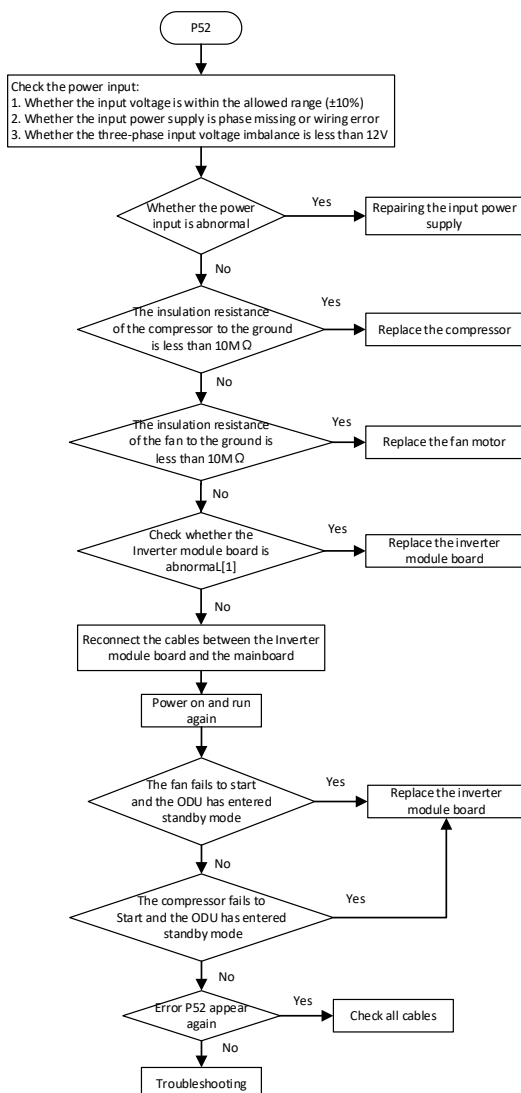 P52
Check the power input:
1. Whether the input voltage is within the allowed range (±10%)
2. Whether the input power supply is phase missing or wiring error
3. Whether the three-phase input voltage imbalance is less than 12V
Whether the power
input is abnormal
Yes
Repairing the input power
supply
No
The insulation resistance
of the compressor to the ground
is less than 10MΩ
Yes
Replace the compressor
No
The insulation resistance
of the fan to the ground is
less than 10MΩ
Yes
Replace the fan motor
No
Check whether the
Inverter module board is
abnormaL[1]
Yes
Replace the inverter
module board
No
Reconnect the cables between the Inverter
module board and the mainboard
Power on and run
again
The fan fails to start
and the ODU has entered
standby mode
Yes
Replace the inverter
module board
No
The compressor fails to
Start and the ODU has entered
standby mode
Yes
No
Error P52 appear
again
Yes
Check all cables
No
Troubleshooting